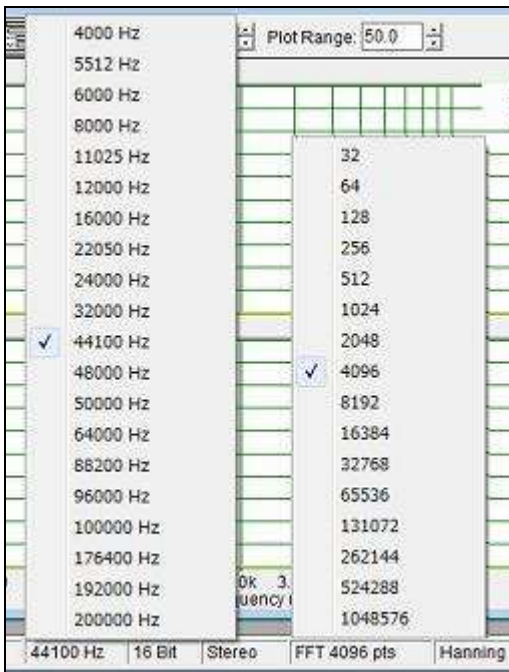 Plot Range: 50.0
4000 Hz
5512 Hz
6000 Hz
8000 Hz
11025 Hz
12000 Hz
16000 Hz
22050 Hz
24000 Hz
32000 Hz
44100 Hz
48000 Hz
50000 Hz
64000 Hz
88200 Hz
96000 Hz
100000 Hz
176400 Hz
192000 Hz
200000 Hz
32
64
128
256
512
1024
2048
4096
8192
16384
32768
65536
131072
262144
524288
1048576
44100 Hz 16 Bit Stereo FFT 4096 pts Hanning